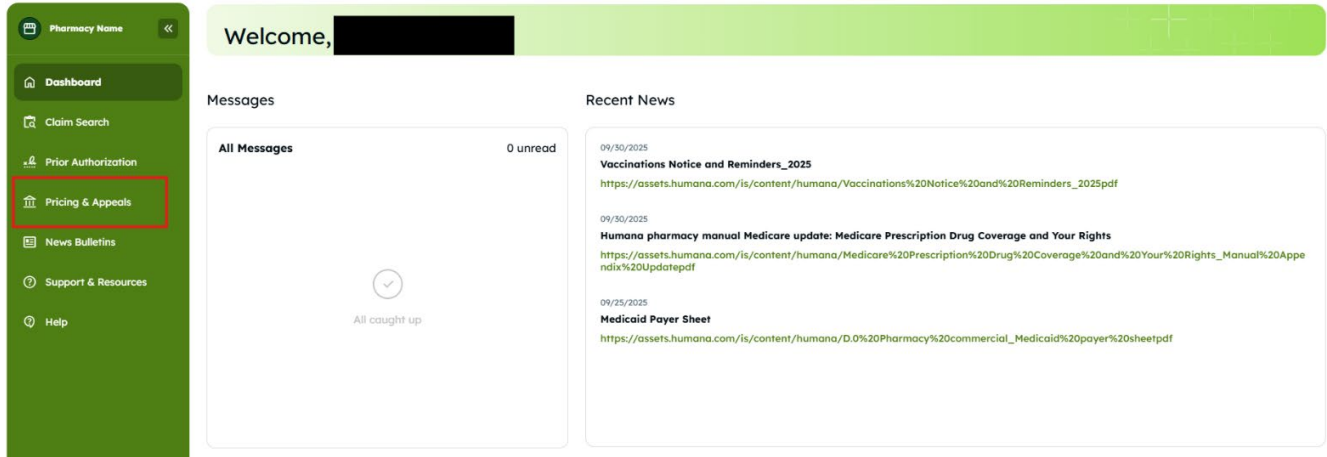 Pharmacy Name
Dashboard
Claim Search
Prior Authorization
Pricing & Appeals
News Bulletins
Support & Resources
Help
Welcome,
Messages
All Messages
0 unread
All caught up
Recent News
09/30/2025
Vaccinations Notice and Reminders_2025
https://assets.humana.com/is/content/humana/Vaccinations%20Notice%20and%20Reminders_2025pdf
09/30/2025
Humana pharmacy manual Medicare update: Medicare Prescription Drug Coverage and Your Rights
https://assets.humana.com/is/content/humana/Medicare%20Prescription%20Drug%20Coverage%20and%20Your%20Rights_Manual%20Appe
ndix%20Updatepdf
09/25/2025
Medicaid Payer Sheet
https://assets.humana.com/is/content/humana/D.0%20Pharmacy%20commercial_Medicaid%20payer%20sheetpdf